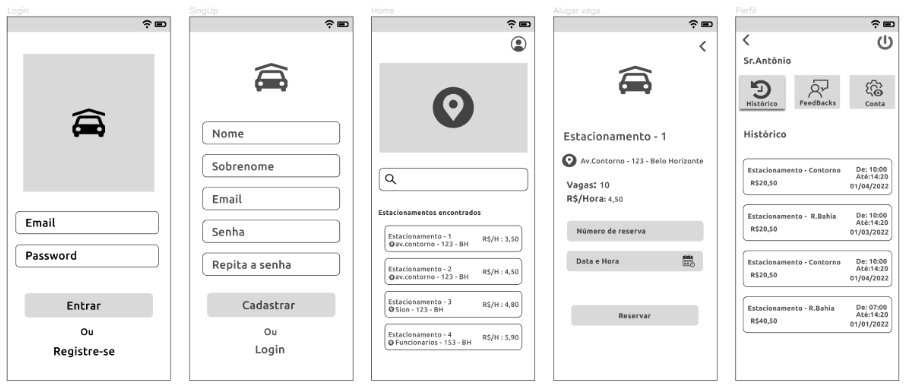 Login
Email
Password
Entrar
Ou
Registre-se
SingUp
Nome
Sobrenome
Email
Senha
Repita a senha
Cadastrar
Ou
Login
Home
Estacionamentos encontrados
Estacionamento - 1
av.contorno - 123 - BH
R$/H : 3,50
Estacionamento - 2
av.contorno - 123 - BH
R$/H : 4,50
Estacionamento - 3
Sion - 123 - BH
R$/H : 4,80
Estacionamento - 4
Funcionarios - 153 - BH
R$/H : 5,90
Alugar vaga
Estacionamento - 1
Av.Contorno - 123 - Belo Horizonte
Vagas: 10
R$/Hora: 4,50
Número de reserva
Data e Hora
Reservar
Perfil
Sr.Antônio
Histórico
FeedBacks
Conta
Histórico
Estacionamento - Contorno
R$20,50
De: 10:00
Até:14:20
01/04/2022
Estacionamento - R.Bahia
R$20,50
De: 10:00
Até:14:20
01/03/2022
Estacionamento - Contorno
R$20,50
De: 10:00
Até:14:20
01/04/2022
Estacionamento - R.Bahia
R$40,50
De: 07:00
Até:14:20
01/01/2022